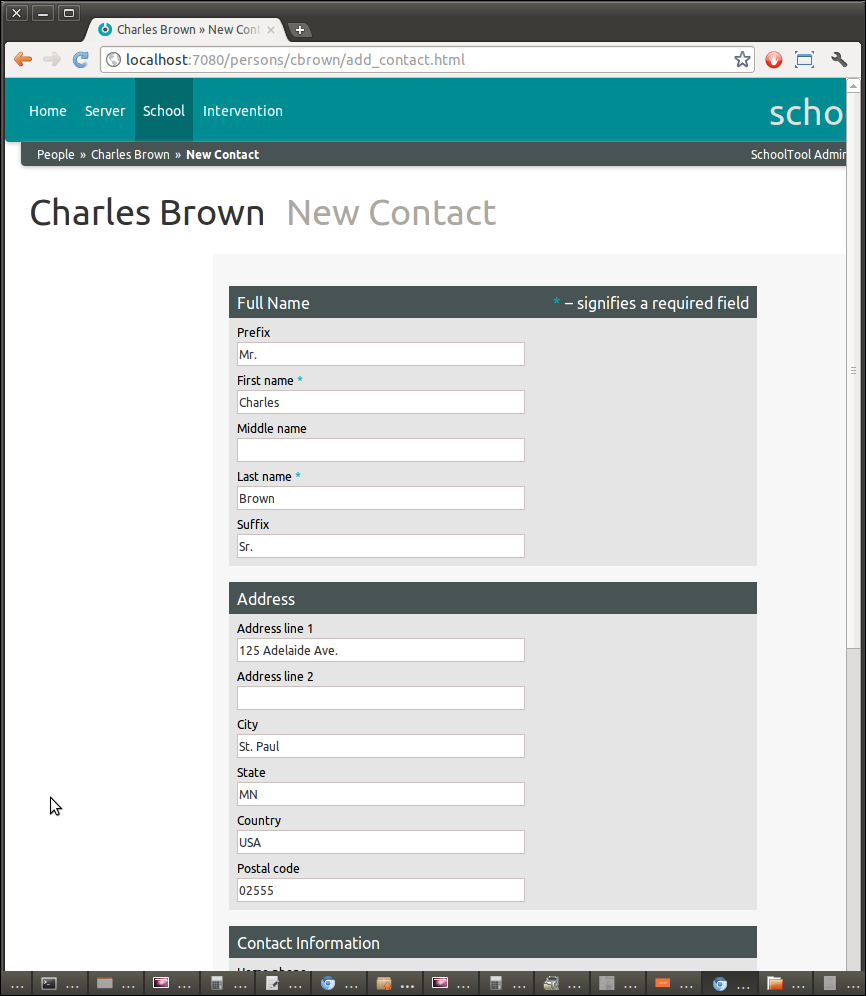 Charles Brown » New Cont
localhost:7080/persons/cbrown/add_contact.html
Home Server School Intervention scho
People » Charles Brown » New Contact SchoolTool Admin
Charles Brown New Contact
Full Name * – signifies a required field
Prefix
Mr.
First name *
Charles
Middle name
Last name *
Brown
Suffix
Sr.
Address
Address line 1
125 Adelaide Ave.
Address line 2
City
St. Paul
State
MN
Country
USA
Postal code
02555
Contact Information
Home phone